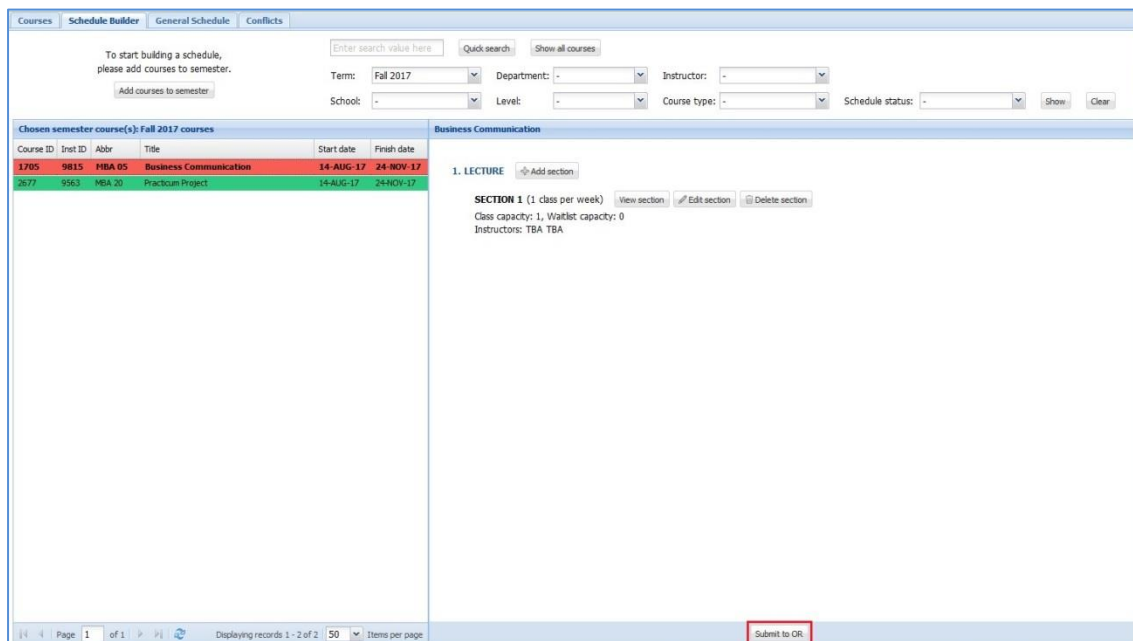 Courses Schedule Builder General Schedule Conflicts
To start building a schedule,
please add courses to semester.
Add courses to semester
Enter search value here Quick search Show all courses
Term: Fall 2017 Department: - Instructor: -
School: - Level: - Course type: - Schedule status: - Show Clear
Chosen semester course(s): Fall 2017 courses
Course ID Inst ID Abbr Title Start date Finish date
1705 9815 MBA 05 Business Communication 14-AUG-17 24-NOV-17
2677 9563 MBA 20 Practicum Project 14-AUG-17 24-NOV-17
Business Communication
1. LECTURE Add section
SECTION 1 (1 class per week) View section Edit section Delete section
Class capacity: 1, Waitlist capacity: 0
Instructors: TBA TBA
Page 1 of 1 Displaying records 1 - 2 of 2 50 Items per page
Submit to OR